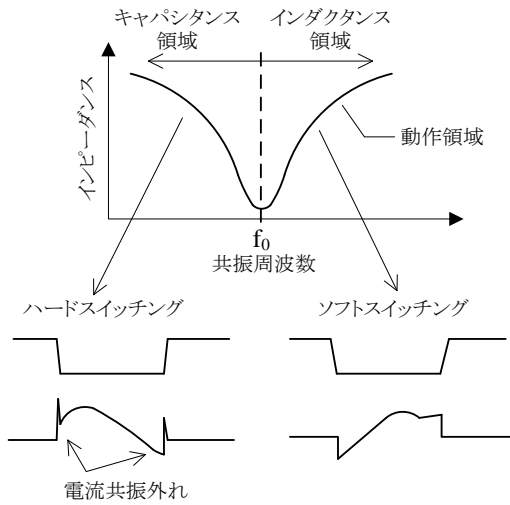 キャパシタンス
領域
インダクタンス
領域
インピーダンス
動作領域
f₀
共振周波数
ハードスイッチング
ソフトスイッチング
電流共振外れ